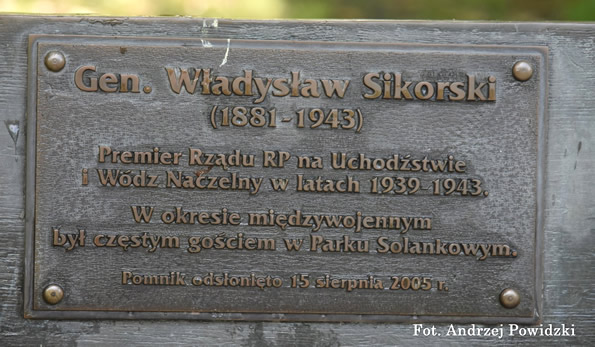 Gen. Władysław Sikorski
(1881-1943)
Premier Rządu RP na Uchodźstwie
i Wódz Naczelny w latach 1939-1943.
W okresie międzywojennym
był częstym gościem w Parku Solankowym.
Pomnik odsłonięto 15 sierpnia 2005 r.
Fot. Andrzej Powidzki